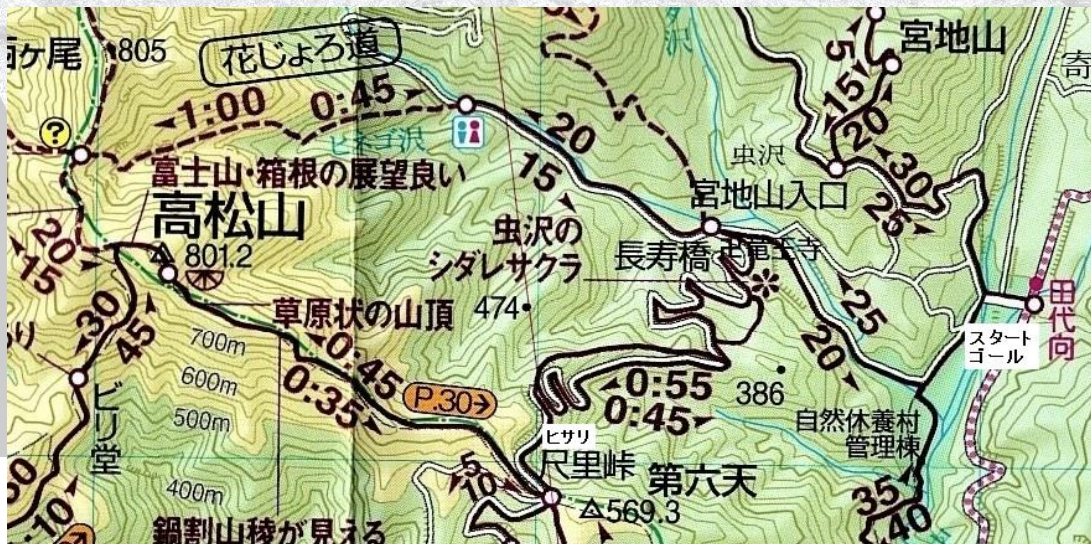 宮地山
寄
西ヶ尾
805
花じょろ道
5
15
20
1:00
0:45
20
?
ヒネゴ沢
15
虫沢
30
25
富士山・箱根の展望良い
宮地山入口
高松山
虫沢の
シダレザクラ
長寿橋
801.2
20
15
474
草原状の山頂
25
20
田代向
スタート
ゴール
30
45
700m
600m
500m
400m
0:45
0:35
P.30→
0:55
0:45
386
自然休養村
管理棟
ビリ堂
ヒサリ
尺里峠
第六天
5
10
569.3
35
40
10
鍋割山稜が見える